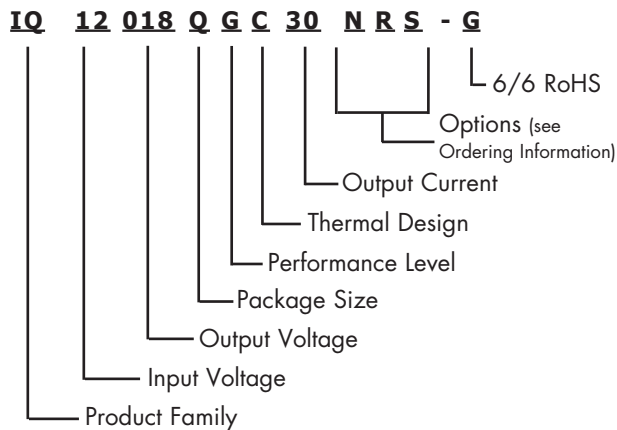 IQ 12 018 Q G C 30 N R S - G
6/6 RoHS
Options (see
Ordering Information)
Output Current
Thermal Design
Performance Level
Package Size
Output Voltage
Input Voltage
Product Family